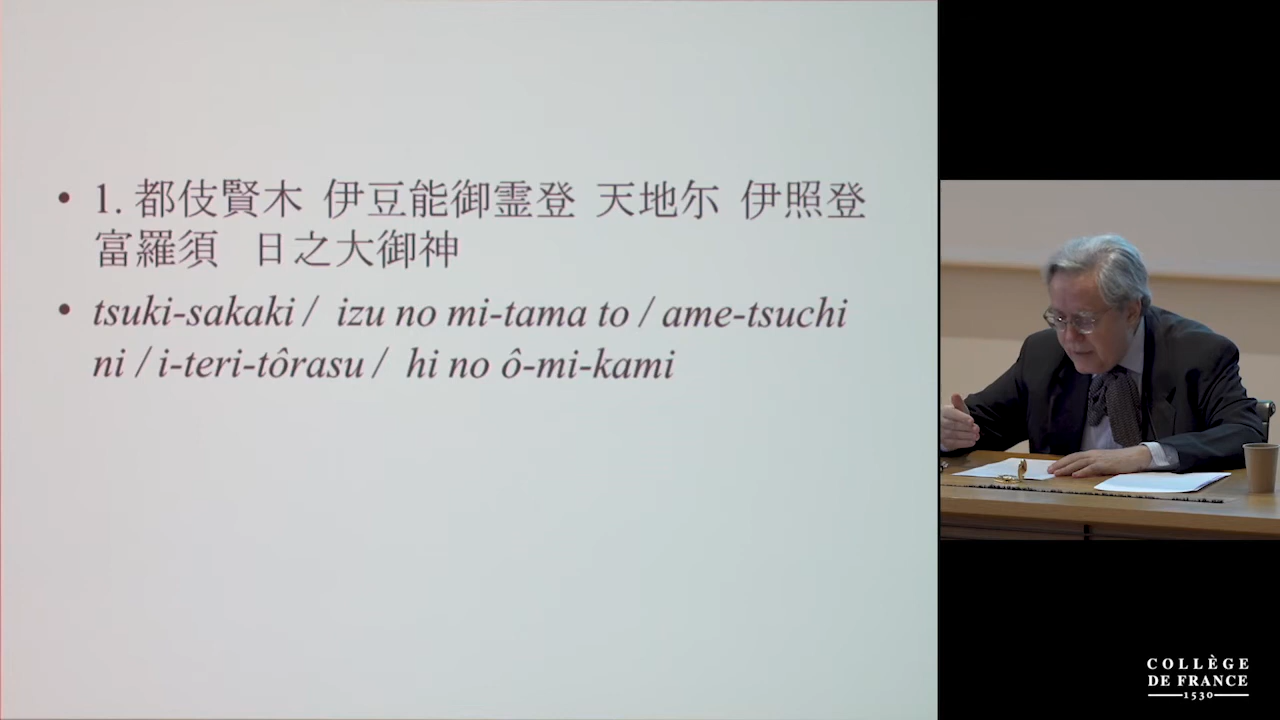 • 1. 都伎賢木 伊豆能御霊登 天地尓 伊照登
富羅須 日之大御神
• tsuki-sakaki / izu no mi-tama to / ame-tsuchi
ni / i-teri-tôrasu / hi no ô-mi-kami
COLLÈGE
DE FRANCE
1530